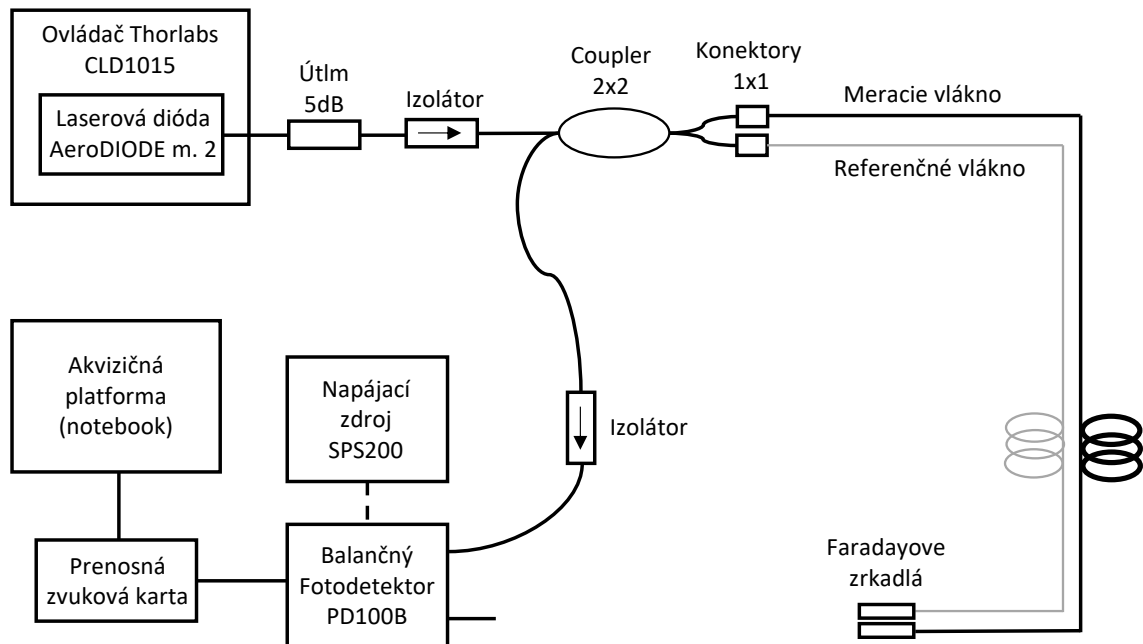 Ovládač Thorlabs
CLD1015
Laserová dióda
AeroDIODE m. 2
Útlm
5dB
Izolátor
Coupler
2x2
Konektory
1x1
Meracie vlákno
Referenčné vlákno
Akvizičná
platforma
(notebook)
Napájací
zdroj
SPS200
Izolátor
Prenosná
zvuková karta
Balančný
Fotodetektor
PD100B
Faradayove
zrkadlá